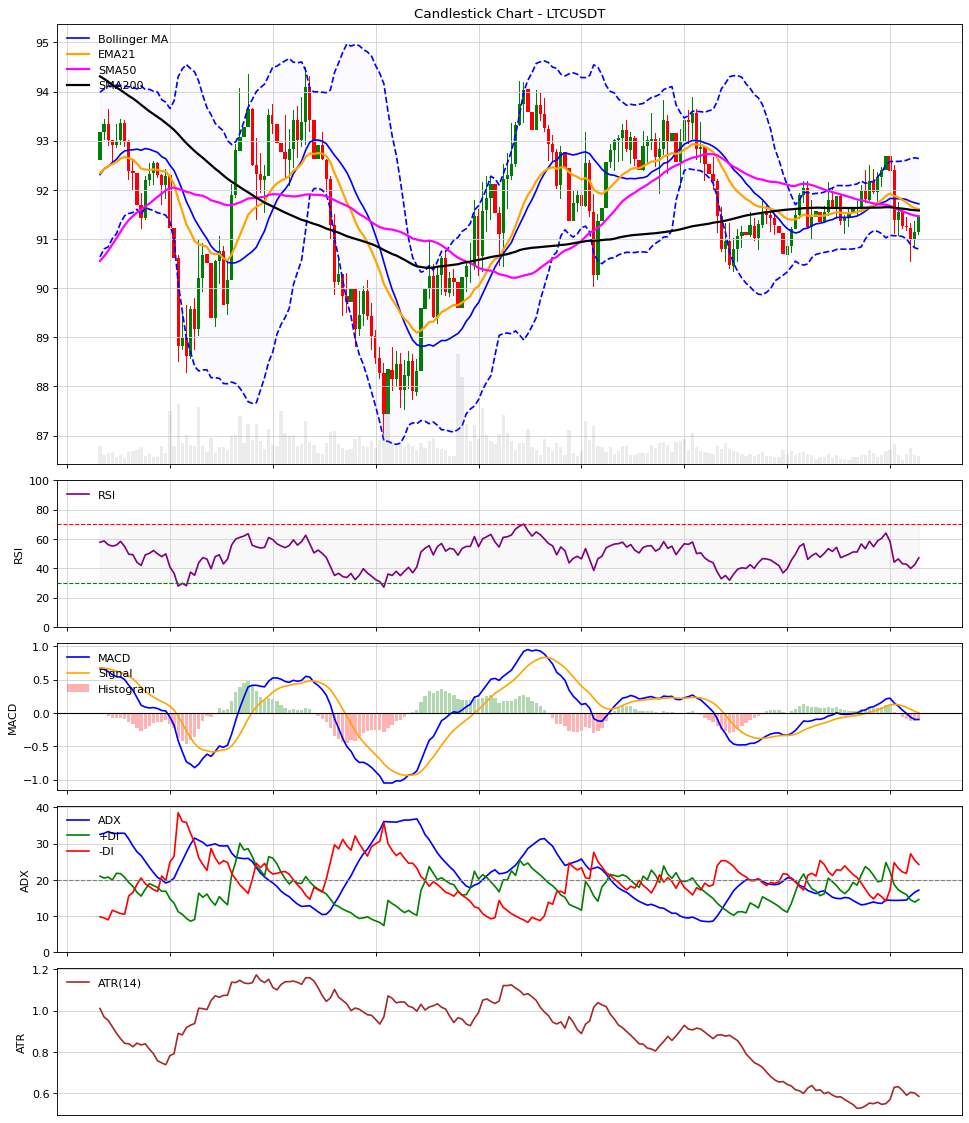 Candlestick Chart - LTCUSDT
95
94
93
92
91
90
89
88
87
Bollinger MA
EMA21
SMA50
SMA200
100
80
60
40
20
0
RSI
RSI
1.0
0.5
0.0
−0.5
−1.0
MACD
MACD
Signal
Histogram
40
30
20
10
0
ADX
ADX
+DI
-DI
1.2
1.0
0.8
0.6
ATR
ATR(14)